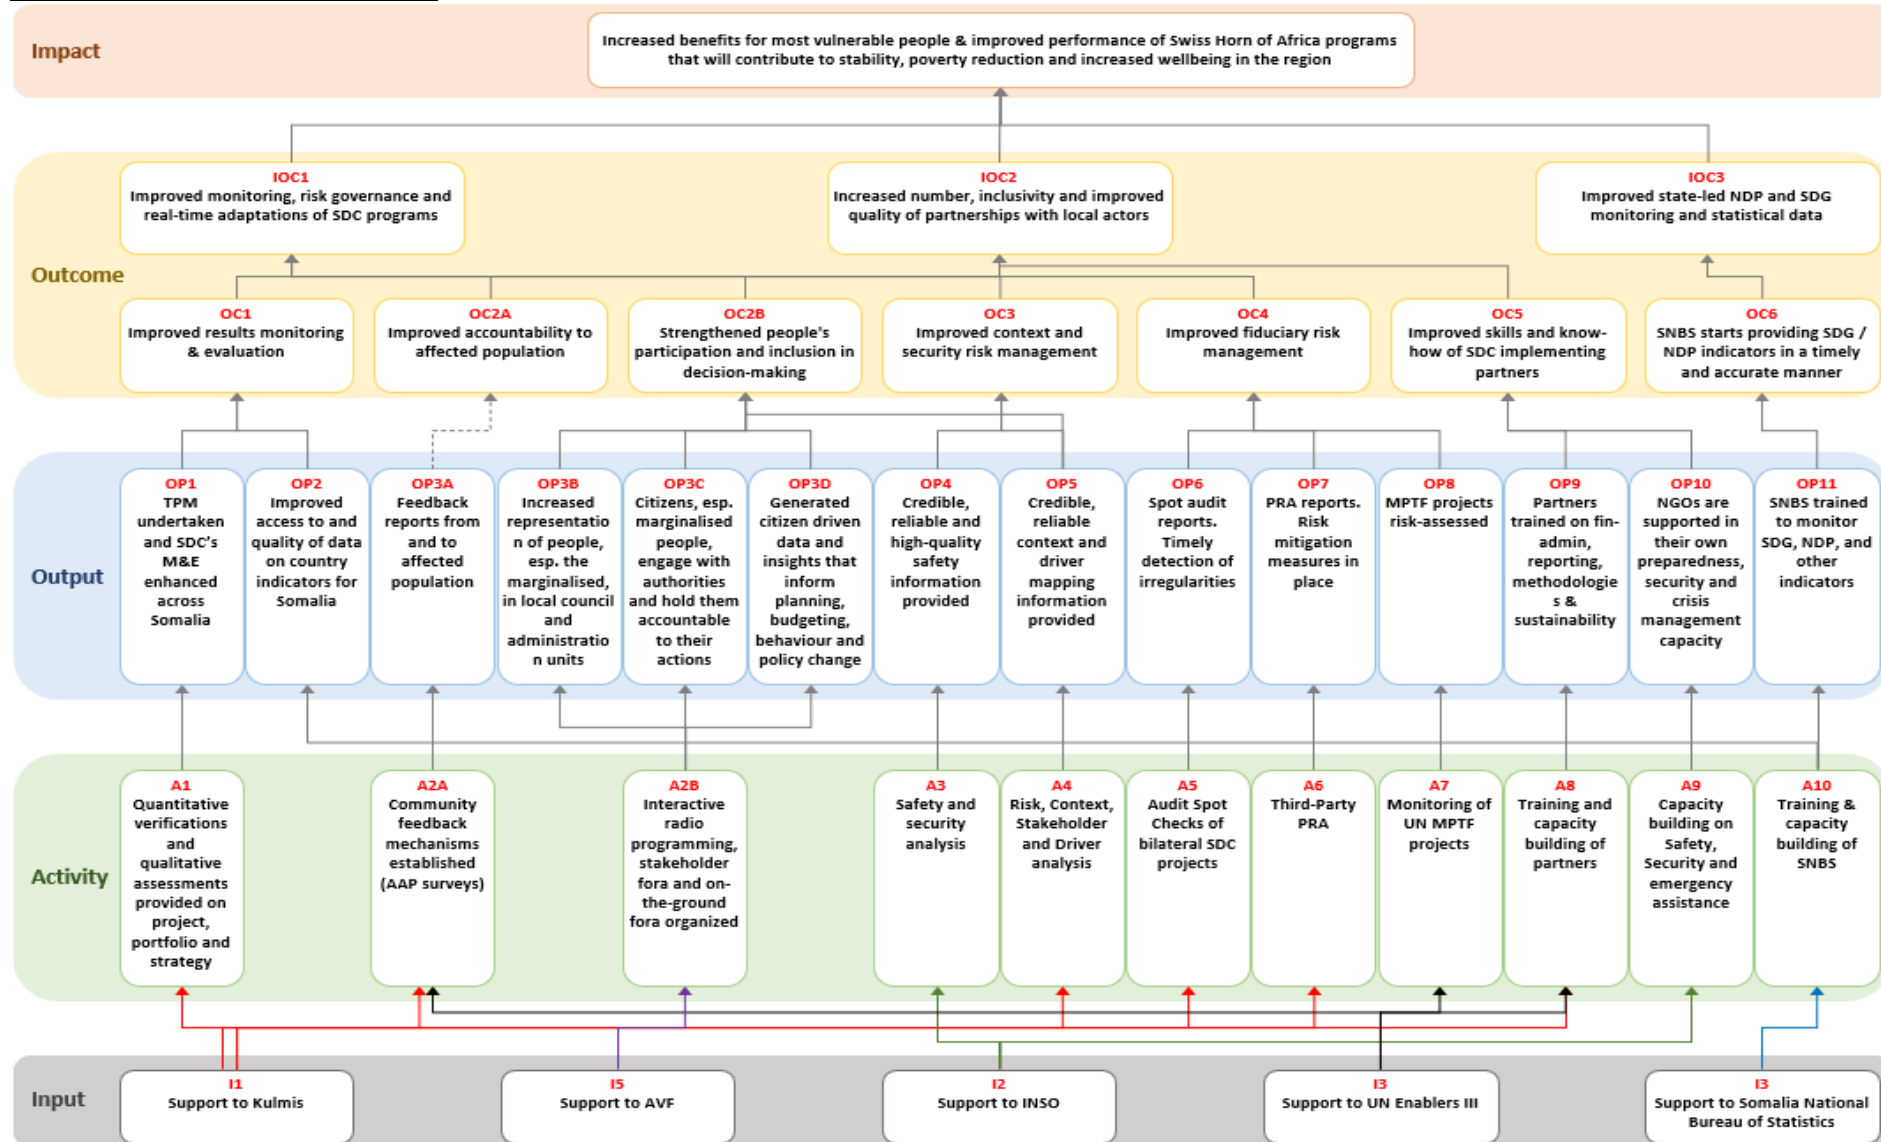 Impact
Increased benefits for most vulnerable people & improved performance of Swiss Horn of Africa programs
that will contribute to stability, poverty reduction and increased wellbeing in the region
Outcome
IOC1
Improved monitoring, risk governance and
real-time adaptations of SDC programs
IOC2
Increased number, inclusivity and improved
quality of partnerships with local actors
IOC3
Improved state-led NDP and SDG
monitoring and statistical data
OC1
Improved results monitoring
& evaluation
OC2A
Improved accountability to
affected population
OC2B
Strengthened people's
participation and inclusion in
decision-making
OC3
Improved context and
security risk management
OC4
Improved fiduciary risk
management
OC5
Improved skills and know-
how of SDC implementing
partners
OC6
SNBS starts providing SDG /
NDP indicators in a timely
and accurate manner
Output
OP1
TPM
undertaken
and SDC's
M&E
enhanced
across
Somalia
OP2
Improved
access to and
quality of data
on country
indicators for
Somalia
OP3A
Feedback
reports from
and to
affected
population
OP3B
Increased
representatio
n of people,
esp. the
marginalised,
in local council
and
administratio
n units
OP3C
Citizens, esp.
marginalised
people,
engage with
authorities
and hold them
accountable
to their
actions
OP3D
Generated
citizen driven
data and
insights that
inform
planning,
budgeting,
behaviour and
policy change
OP4
Credible,
reliable and
high-quality
safety
information
provided
OP5
Credible,
reliable
context and
driver
mapping
information
provided
OP6
Spot audit
reports.
Timely
detection of
irregularities
OP7
PRA reports.
Risk
mitigation
measures in
place
OP8
MPTF projects
risk-assessed
OP9
Partners
trained on fin-
admin,
reporting,
methodologie
s &
sustainability
OP10
NGOs are
supported in
their own
preparedness,
security and
crisis
management
capacity
OP11
SNBS trained
to monitor
SDG, NDP, and
other
indicators
Activity
A1
Quantitative
verifications
and
qualitative
assessments
provided on
project,
portfolio and
strategy
A2A
Community
feedback
mechanisms
established
(AAP surveys)
A2B
Interactive
radio
programming,
stakeholder
fora and on-
the-ground
fora organized
A3
Safety and
security
analysis
A4
Risk, Context,
Stakeholder
and Driver
analysis
A5
Audit Spot
Checks of
bilateral SDC
projects
A6
Third-Party
PRA
A7
Monitoring of
UN MPTF
projects
A8
Training and
capacity
building of
partners
A9
Capacity
building on
Safety,
Security and
emergency
assistance
A10
Training &
capacity
building of
SNBS
Input
I1
Support to Kulmis
I5
Support to AVF
I2
Support to INSO
I3
Support to UN Enablers III
I3
Support to Somalia National
Bureau of Statistics